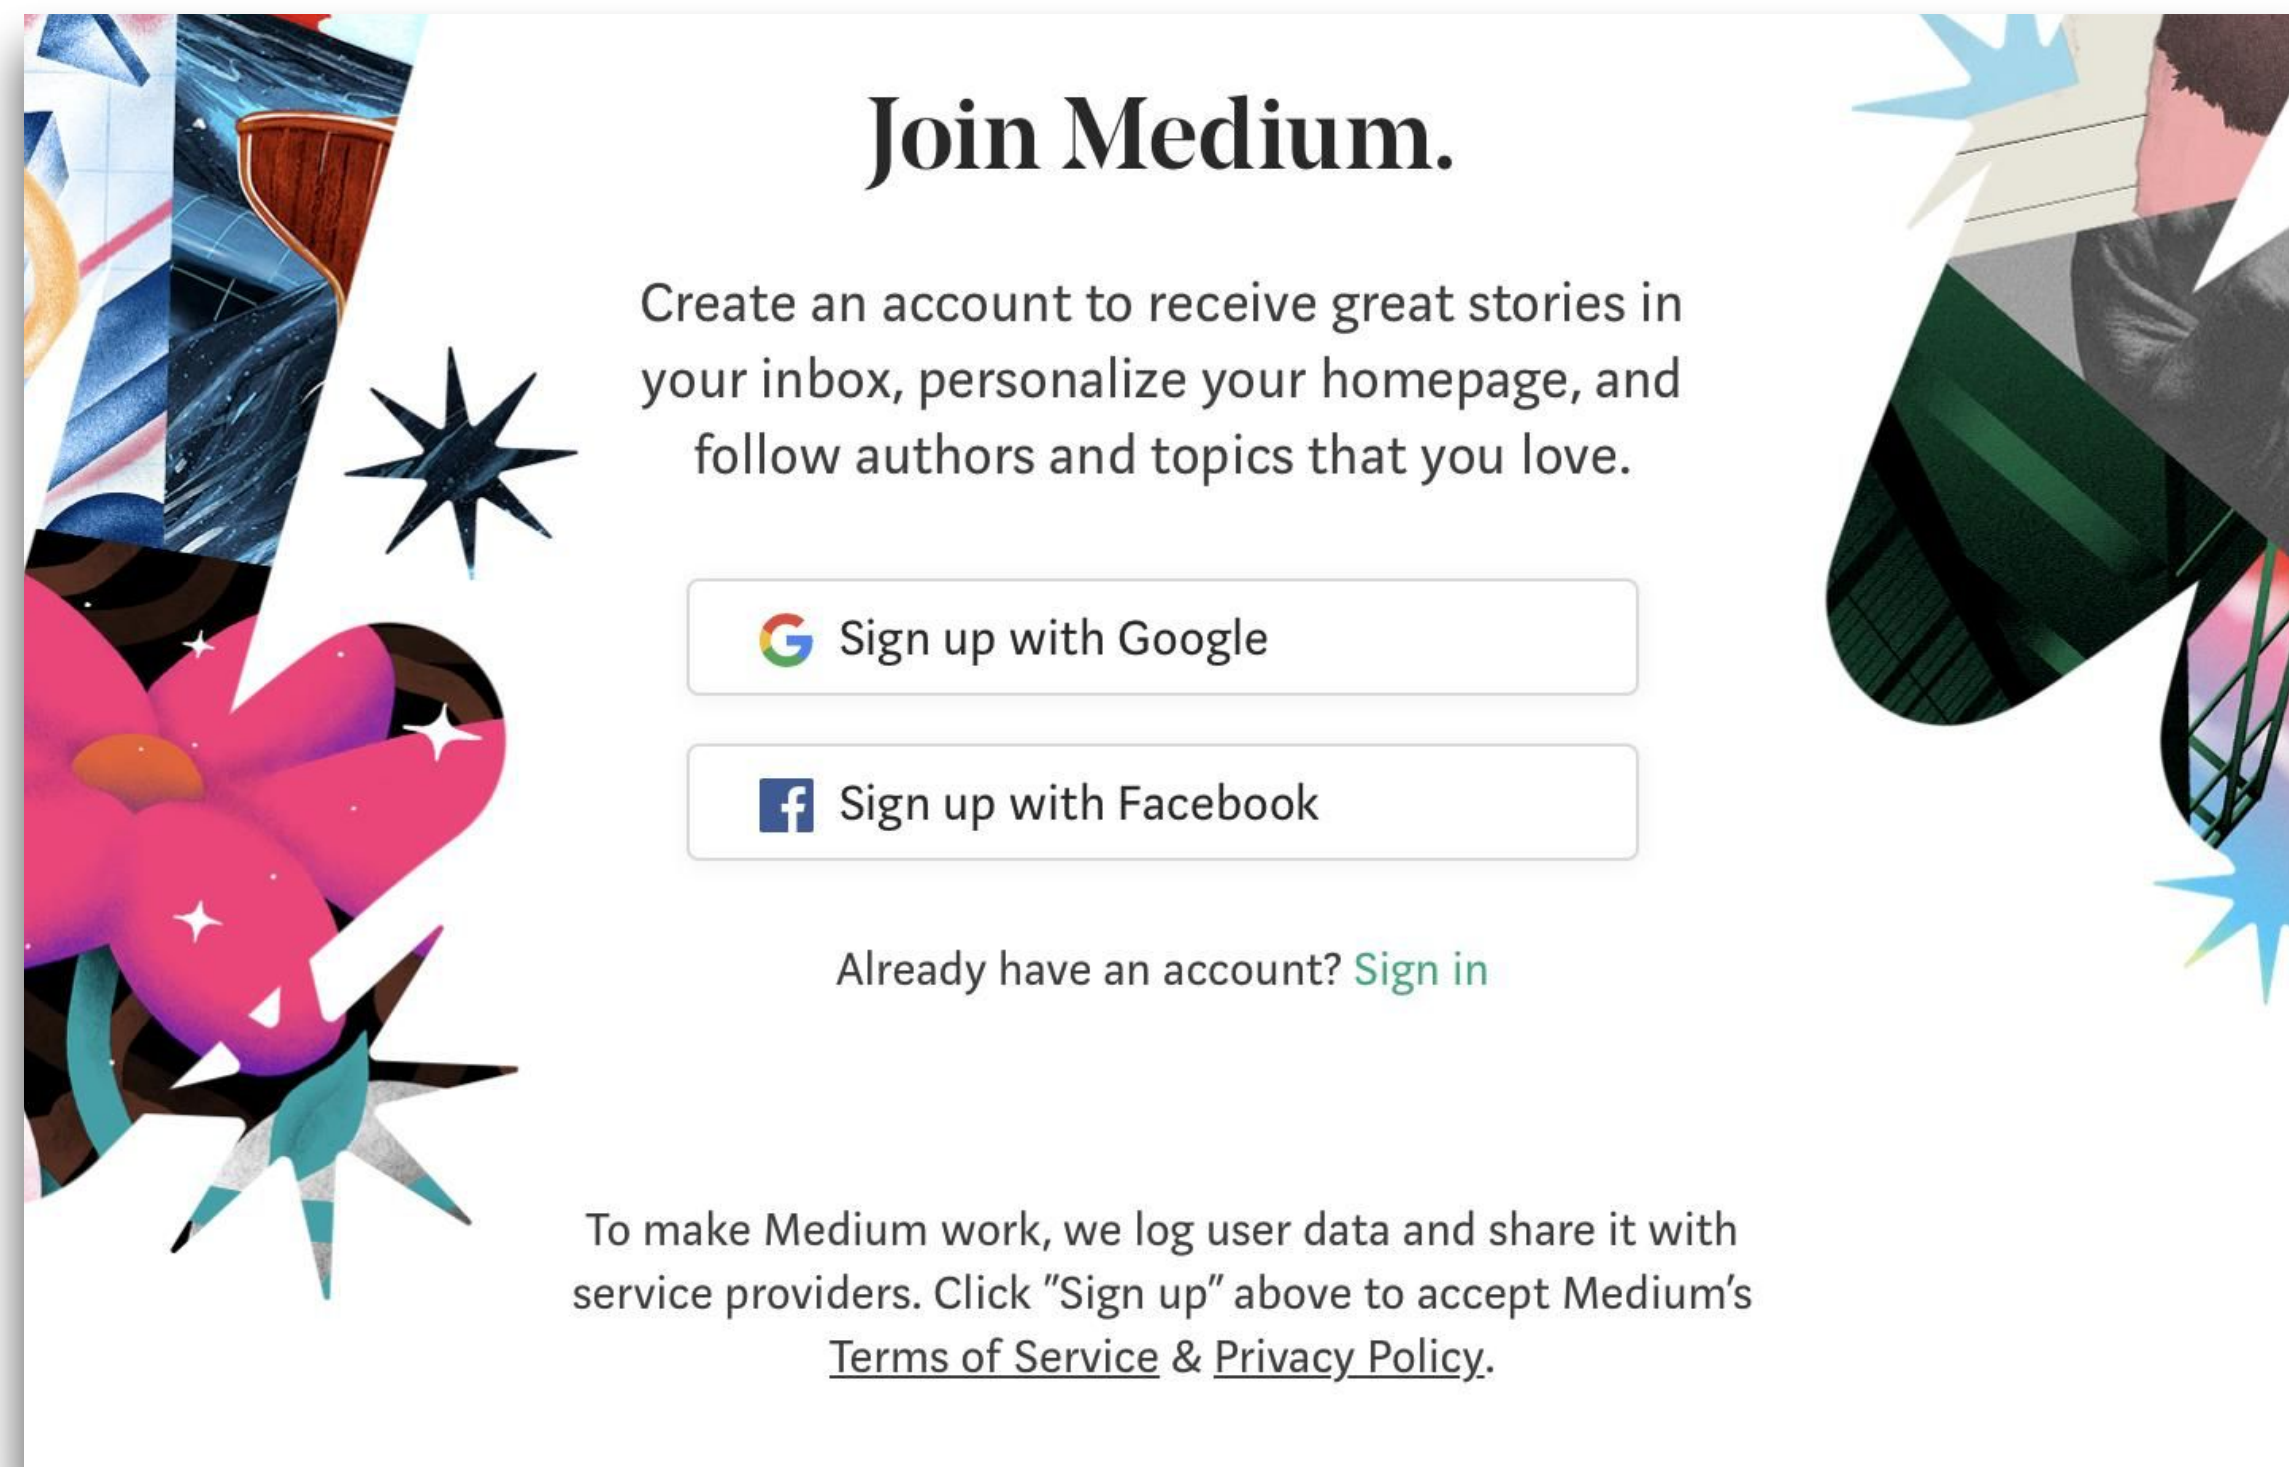 Join Medium.
Create an account to receive great stories in
your inbox, personalize your homepage, and
follow authors and topics that you love.
Sign up with Google
Sign up with Facebook
Already have an account? Sign in
To make Medium work, we log user data and share it with
service providers. Click "Sign up" above to accept Medium's
Terms of Service & Privacy Policy.